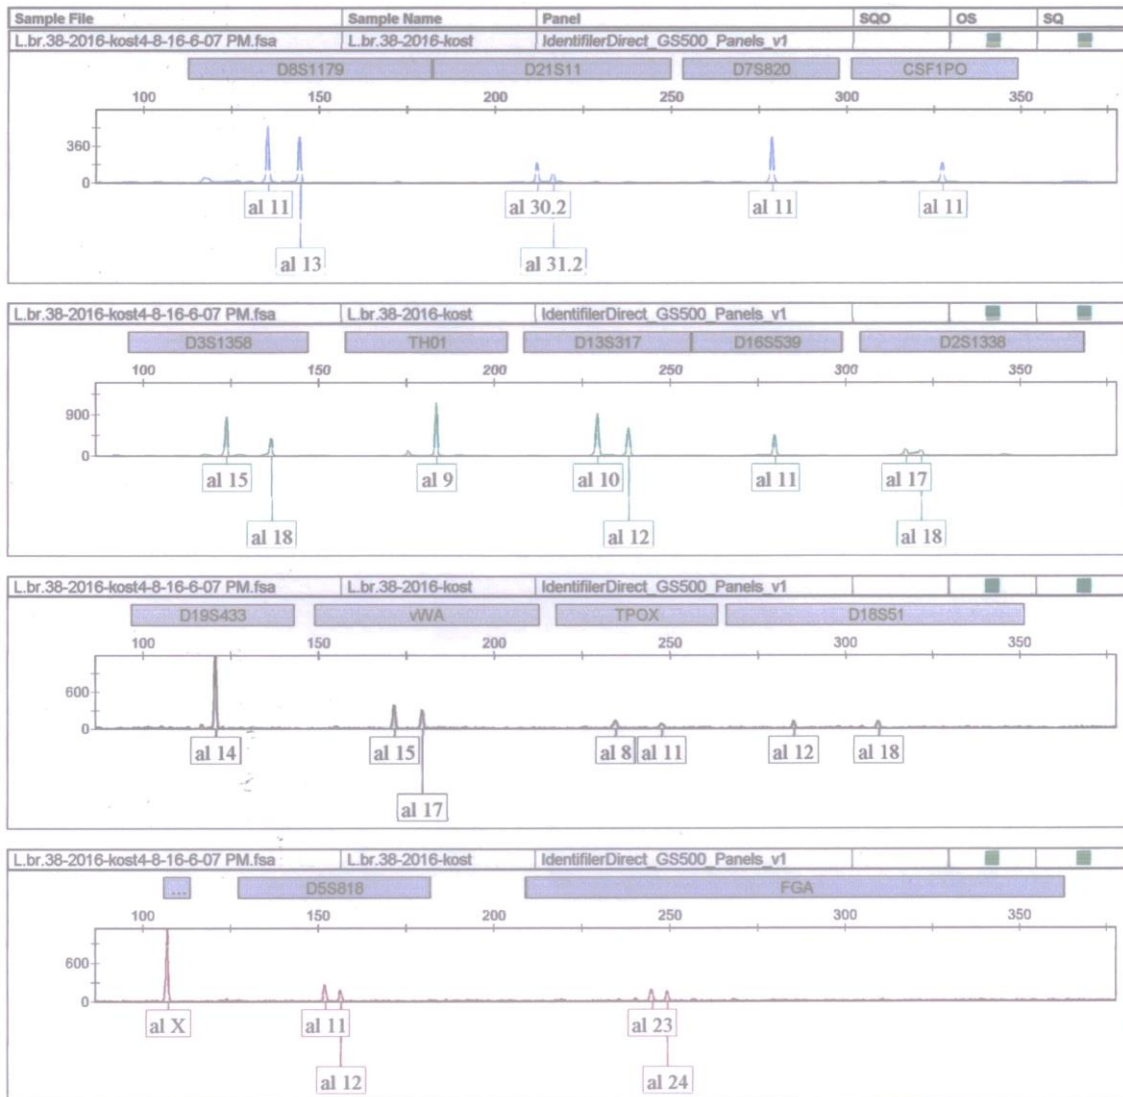 Sample File Sample Name Panel SQO OS SQ
L.br.38-2016-kost4-8-16-6-07 PM.fsa L.br.38-2016-kost IdentifilerDirect_GS500_Panels_v1
D8S1179 D21S11 D7S820 CSF1PO
100 150 200 250 300 350
360
0
al 11 al 30.2 al 11 al 11
al 13 al 31.2
L.br.38-2016-kost4-8-16-6-07 PM.fsa L.br.38-2016-kost IdentifilerDirect_GS500_Panels_v1
D3S1358 TH01 D13S317 D16S539 D2S1338
100 150 200 250 300 350
900
0
al 15 al 9 al 10 al 11 al 17
al 18 al 12 al 18
L.br.38-2016-kost4-8-16-6-07 PM.fsa L.br.38-2016-kost IdentifilerDirect_GS500_Panels_v1
D19S433 vWA TPOX D18S51
100 150 200 250 300 350
600
0
al 14 al 15 al 8 al 11 al 12 al 18
al 17
L.br.38-2016-kost4-8-16-6-07 PM.fsa L.br.38-2016-kost IdentifilerDirect_GS500_Panels_v1
... D5S818 FGA
100 150 200 250 300 350
600
0
al X al 11 al 23
al 12 al 24